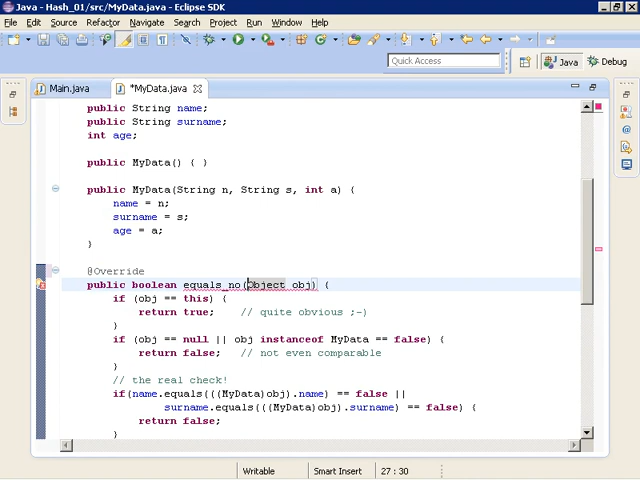 Java - Hash_01/src/MyData.java - Eclipse SDK
File Edit Source Refactor Navigate Search Project Run Window Help
Quick Access
Java
Debug
Main.java
*MyData.java
public String name;
public String surname;
int age;
public MyData() { }
public MyData(String n, String s, int a) {
name = n;
surname = s;
age = a;
}
@Override
public boolean equals_no(Object obj) {
if (obj == this) {
return true; // quite obvious ;-)
}
if (obj == null || obj instanceof MyData == false) {
return false; // not even comparable
}
// the real check!
if(name.equals(((MyData)obj).name) == false ||
surname.equals(((MyData)obj).surname) == false) {
return false;
}
Writable
Smart Insert
27 : 30